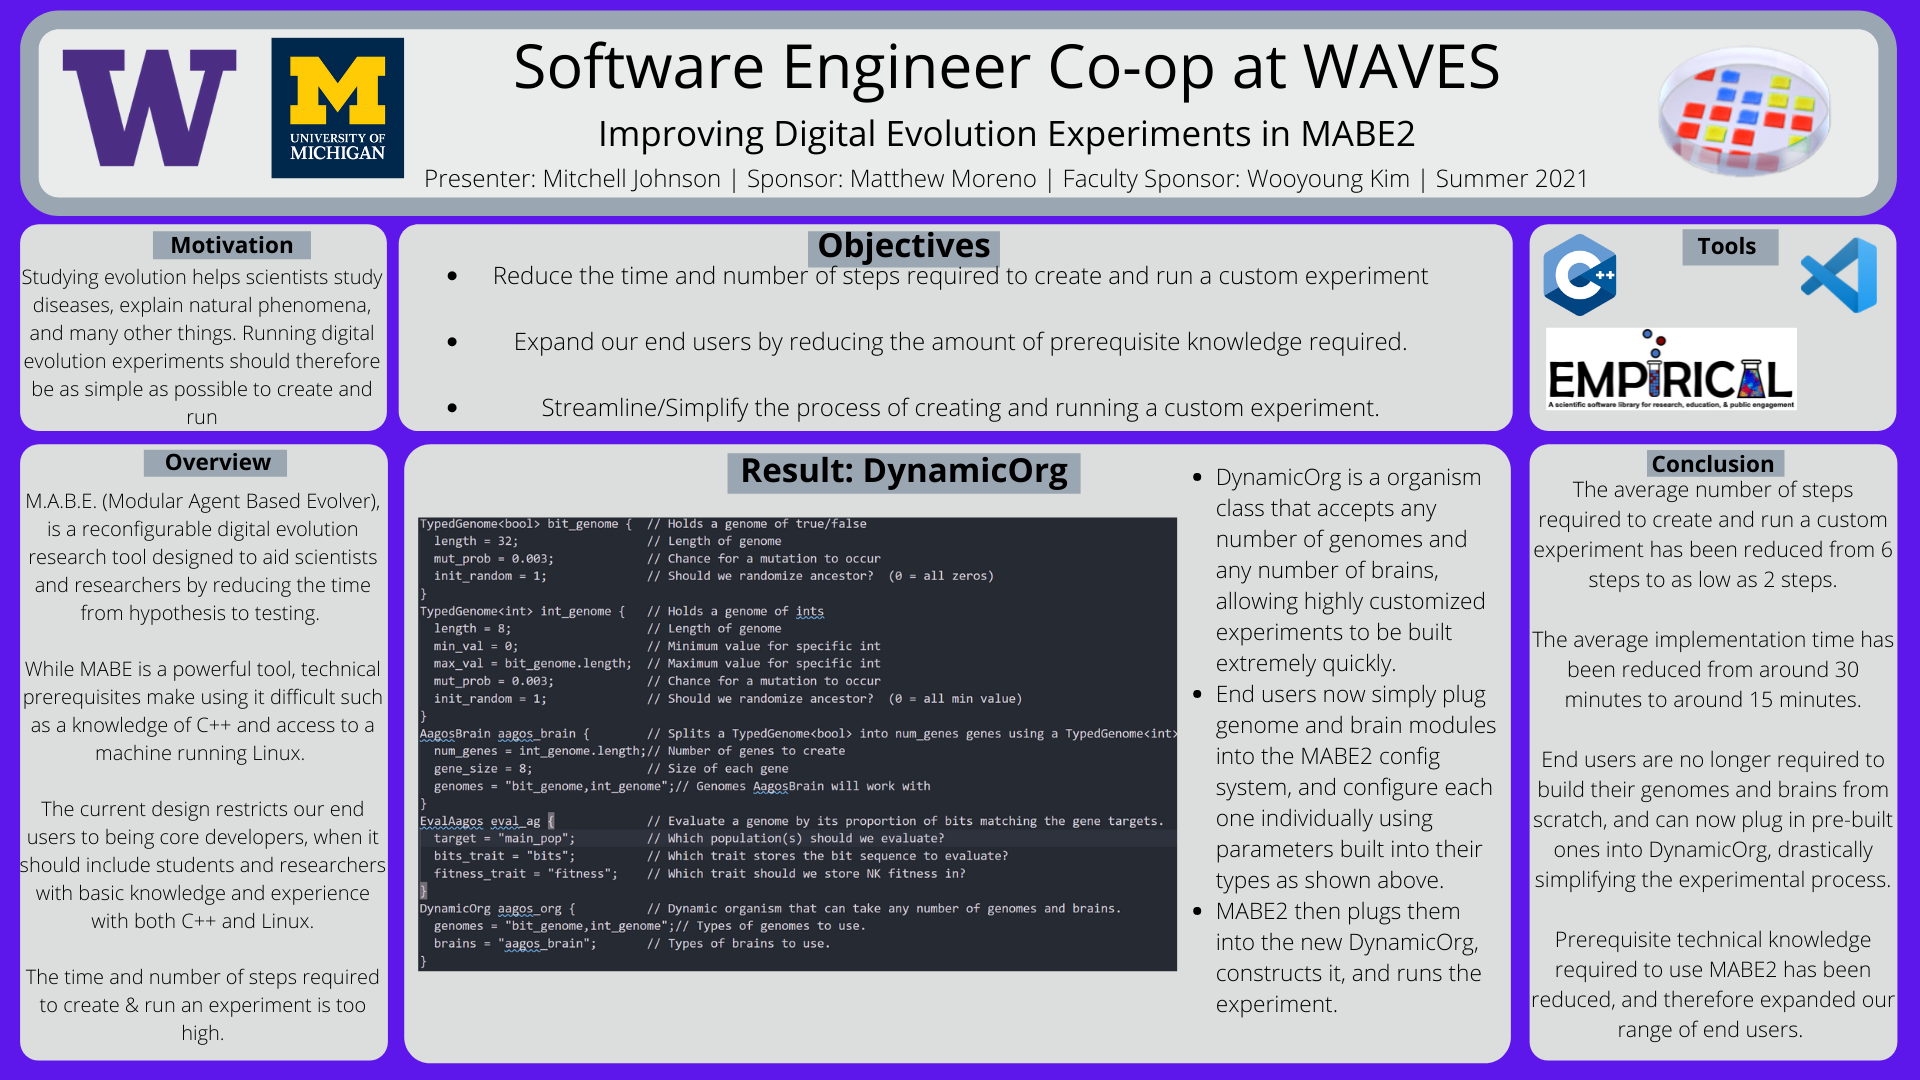 W
M
UNIVERSITY OF
MICHIGAN
Software Engineer Co-op at WAVES
Improving Digital Evolution Experiments in MABE2
Presenter: Mitchell Johnson | Sponsor: Matthew Moreno | Faculty Sponsor: Wooyoung Kim | Summer 2021
Motivation
Studying evolution helps scientists study
diseases, explain natural phenomena,
and many other things. Running digital
evolution experiments should therefore
be as simple as possible to create and
run
Objectives
• Reduce the time and number of steps required to create and run a custom experiment
• Expand our end users by reducing the amount of prerequisite knowledge required.
• Streamline/Simplify the process of creating and running a custom experiment.
Tools
C++
EMPIRICAL
A scientific software library for research, education, & public engagement
Overview
M.A.B.E. (Modular Agent Based Evolver),
is a reconfigurable digital evolution
research tool designed to aid scientists
and researchers by reducing the time
from hypothesis to testing.
While MABE is a powerful tool, technical
prerequisites make using it difficult such
as a knowledge of C++ and access to a
machine running Linux.
The current design restricts our end
users to being core developers, when it
should include students and researchers
with basic knowledge and experience
with both C++ and Linux.
The time and number of steps required
to create & run an experiment is too
high.
Result: DynamicOrg
TypedGenome<bool> bit_genome {  // Holds a genome of true/false
  length = 32;                  // Length of genome
  mut_prob = 0.003;             // Chance for a mutation to occur
  init_random = 1;              // Should we randomize ancestor?  (0 = all zeros)
}
TypedGenome<int> int_genome {   // Holds a genome of ints
  length = 8;                   // Length of genome
  min_val = 0;                  // Minimum value for specific int
  max_val = bit_genome.length;  // Maximum value for specific int
  mut_prob = 0.003;             // Chance for a mutation to occur
  init_random = 1;              // Should we randomize ancestor?  (0 = all min value)
}
AagosBrain aagos_brain {        // Splits a TypedGenome<bool> into num_genes genes using a TypedGenome<int>
  num_genes = int_genome.length;// Number of genes to create
  gene_size = 8;                // Size of each gene
  genomes = "bit_genome,int_genome";// Genomes AagosBrain will work with
}
EvalAagos eval_ag {             // Evaluate a genome by its proportion of bits matching the gene targets.
  target = "main_pop";          // Which population(s) should we evaluate?
  bits_trait = "bits";          // Which trait stores the bit sequence to evaluate?
  fitness_trait = "fitness";    // Which trait should we store NK fitness in?
}
DynamicOrg aagos_org {          // Dynamic organism that can take any number of genomes and brains.
  genomes = "bit_genome,int_genome";// Types of genomes to use.
  brains = "aagos_brain";       // Types of brains to use.
}
• DynamicOrg is a organism
class that accepts any
number of genomes and
any number of brains,
allowing highly customized
experiments to be built
extremely quickly.
• End users now simply plug
genome and brain modules
into the MABE2 config
system, and configure each
one individually using
parameters built into their
types as shown above.
• MABE2 then plugs them
into the new DynamicOrg,
constructs it, and runs the
experiment.
Conclusion
The average number of steps
required to create and run a custom
experiment has been reduced from 6
steps to as low as 2 steps.
The average implementation time has
been reduced from around 30
minutes to around 15 minutes.
End users are no longer required to
build their genomes and brains from
scratch, and can now plug in pre-built
ones into DynamicOrg, drastically
simplifying the experimental process.
Prerequisite technical knowledge
required to use MABE2 has been
reduced, and therefore expanded our
range of end users.